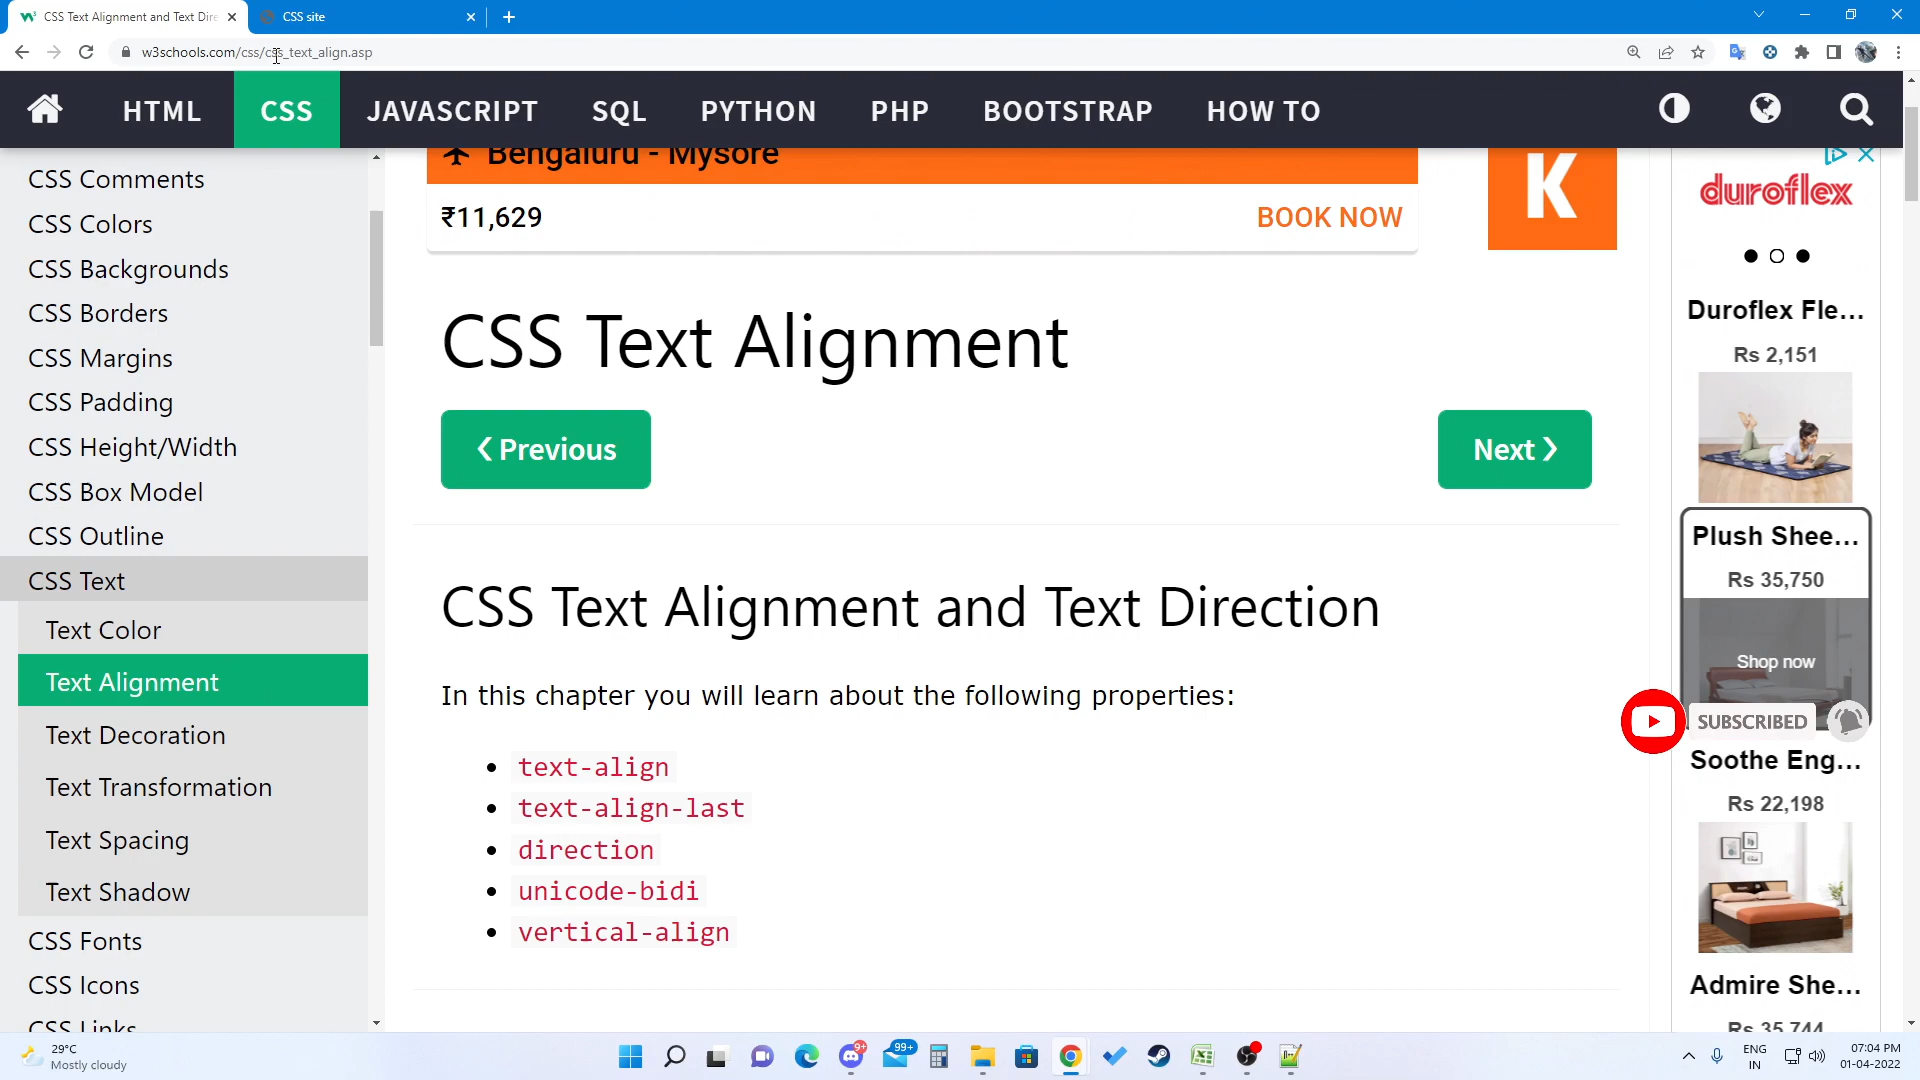 CSS Text Alignment and Text Dire
CSS site
w3schools.com/css/css_text_align.asp
HTML
CSS
JAVASCRIPT
SQL
PYTHON
PHP
BOOTSTRAP
HOW TO
CSS Comments
CSS Colors
CSS Backgrounds
CSS Borders
CSS Margins
CSS Padding
CSS Height/Width
CSS Box Model
CSS Outline
CSS Text
Text Color
Text Alignment
Text Decoration
Text Transformation
Text Spacing
Text Shadow
CSS Fonts
CSS Icons
CSS Links
Bengaluru - Mysore
₹11,629
BOOK NOW
K
CSS Text Alignment
❮ Previous
Next ❯
CSS Text Alignment and Text Direction
In this chapter you will learn about the following properties:
• text-align
• text-align-last
• direction
• unicode-bidi
• vertical-align
duroflex
Duroflex Fle...
Rs 2,151
Plush Shee...
Rs 35,750
Shop now
SUBSCRIBED
Soothe Eng...
Rs 22,198
Admire She...
Rs 35,744
29°C
Mostly cloudy
9+
99+
ENG
IN
07:04 PM
01-04-2022